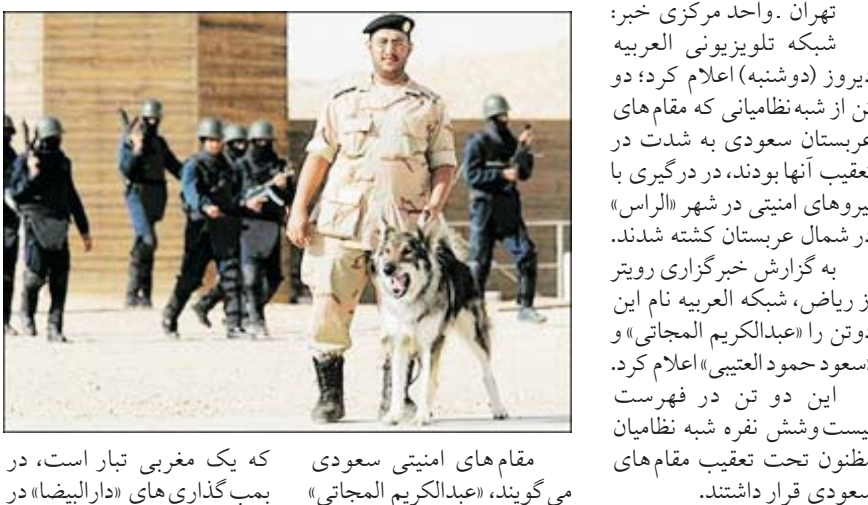 تهران ـ واحد مرکزی خبر:
شبکه تلویزیونی العربیه
دیروز (دوشنبه) اعلام کرد؛ دو
تن از شبه‌نظامیانی که مقام‌های
عربستان سعودی به شدت در
تعقیب آنها بودند، در درگیری با
نیروهای امنیتی در شهر «الراس»
در شمال عربستان کشته شدند.
به گزارش خبرگزاری رویتر
از ریاض، شبکه العربیه نام این
دوتن را «عبدالکریم المجاتی» و
«سعود حمود العتیبی» اعلام کرد.
این دو تن در فهرست
بیست‌وشش نفره شبه نظامیان
مظنون تحت تعقیب مقام‌های
سعودی قرار داشتند.
مقام‌های امنیتی سعودی
می‌گویند، «عبدالکریم المجاتی»
که یک مغربی تبار است، در
بمب‌گذاری‌های «دارالبیضا» در